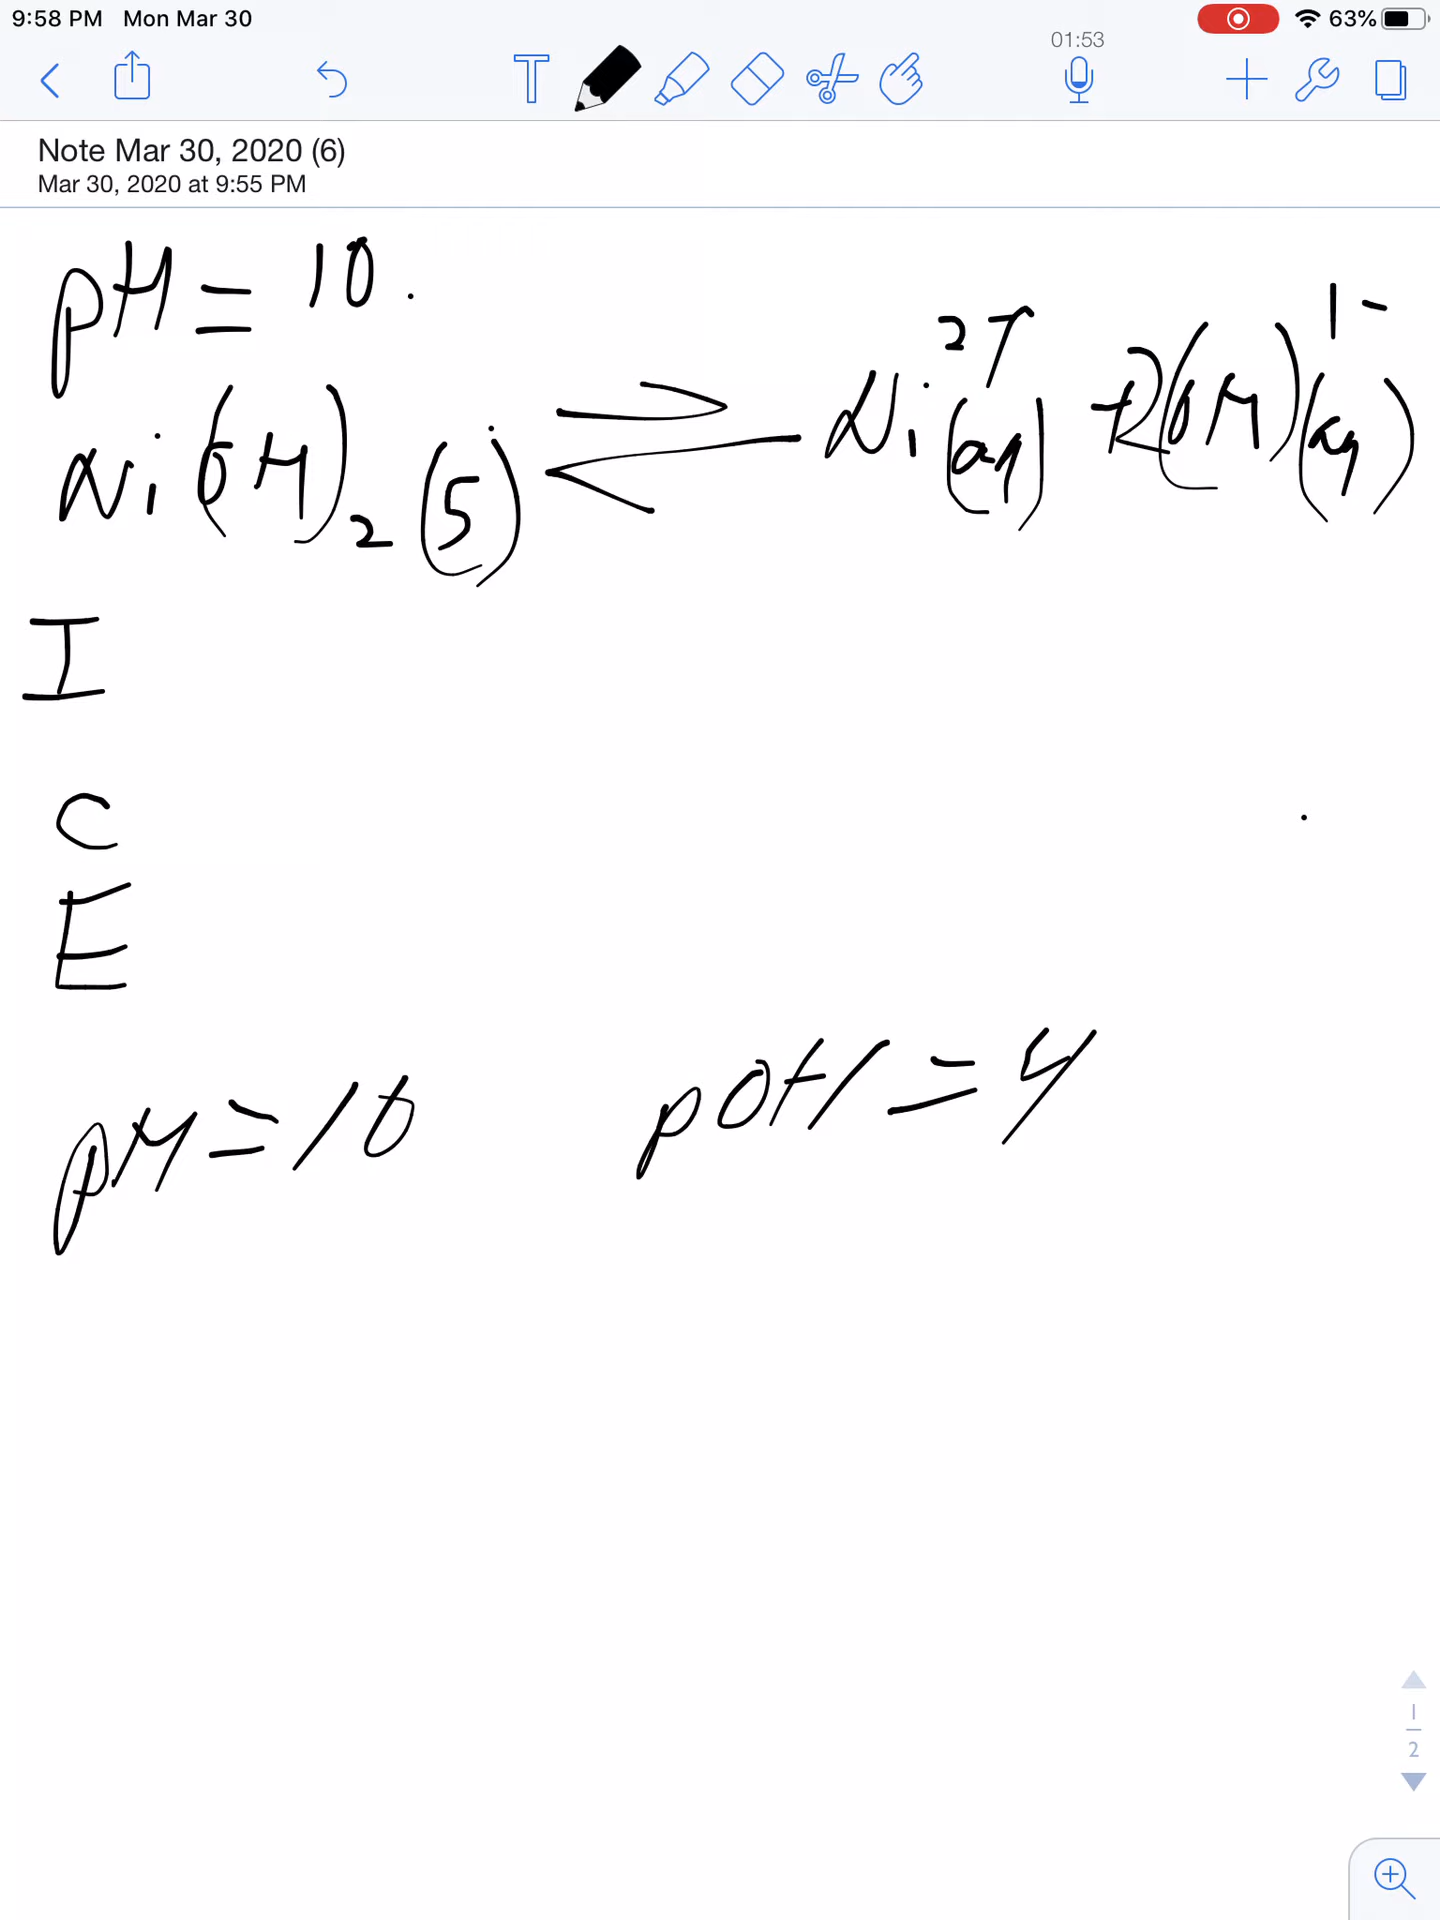 9:58 PM Mon Mar 30
63%
01:53
T
Note Mar 30, 2020 (6)
Mar 30, 2020 at 9:55 PM
pH = 10.
Ni(OH)₂(s) ⇌ Ni²⁺(aq) + 2(OH)¹⁻(aq)
I
C
E
pH = 10 pOH = 4
1
2